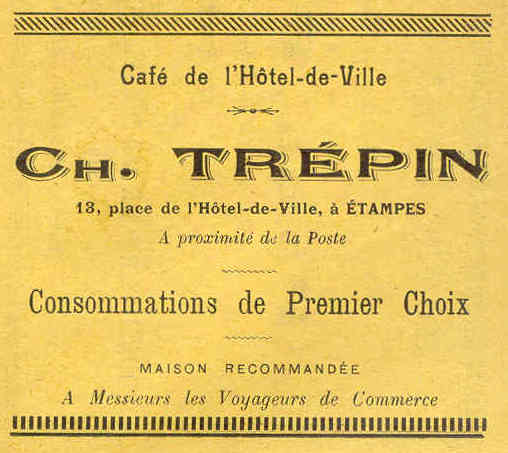 Café de l'Hôtel-de-Ville
CH. TRÉPIN
13, place de l'Hôtel-de-Ville, à ÉTAMPES
A proximité de la Poste
Consommations de Premier Choix
MAISON RECOMMANDÉE
A Messieurs les Voyageurs de Commerce